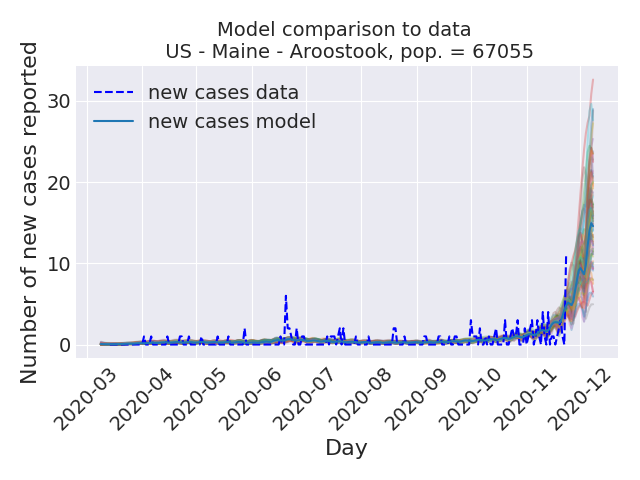 Model comparison to data
US - Maine - Aroostook, pop. = 67055
Number of new cases reported
30
20
10
0
new cases data
new cases model
2020-03
2020-04
2020-05
2020-06
2020-07
2020-08
2020-09
2020-10
2020-11
2020-12
Day